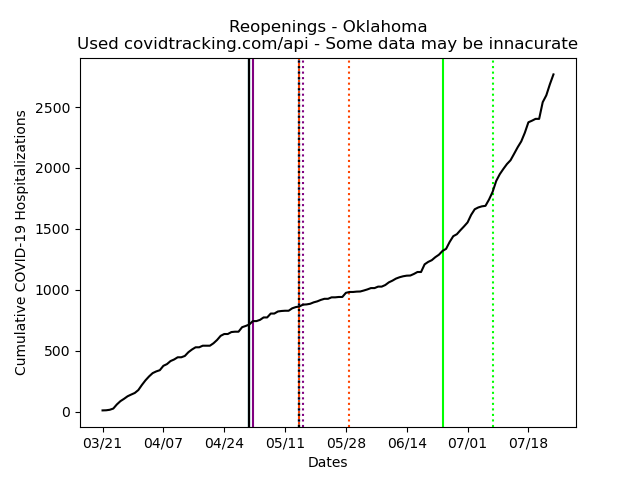 Reopenings - Oklahoma
Used covidtracking.com/api - Some data may be innacurate
Cumulative COVID-19 Hospitalizations
2500
2000
1500
1000
500
0
03/21 04/07 04/24 05/11 05/28 06/14 07/01 07/18
Dates